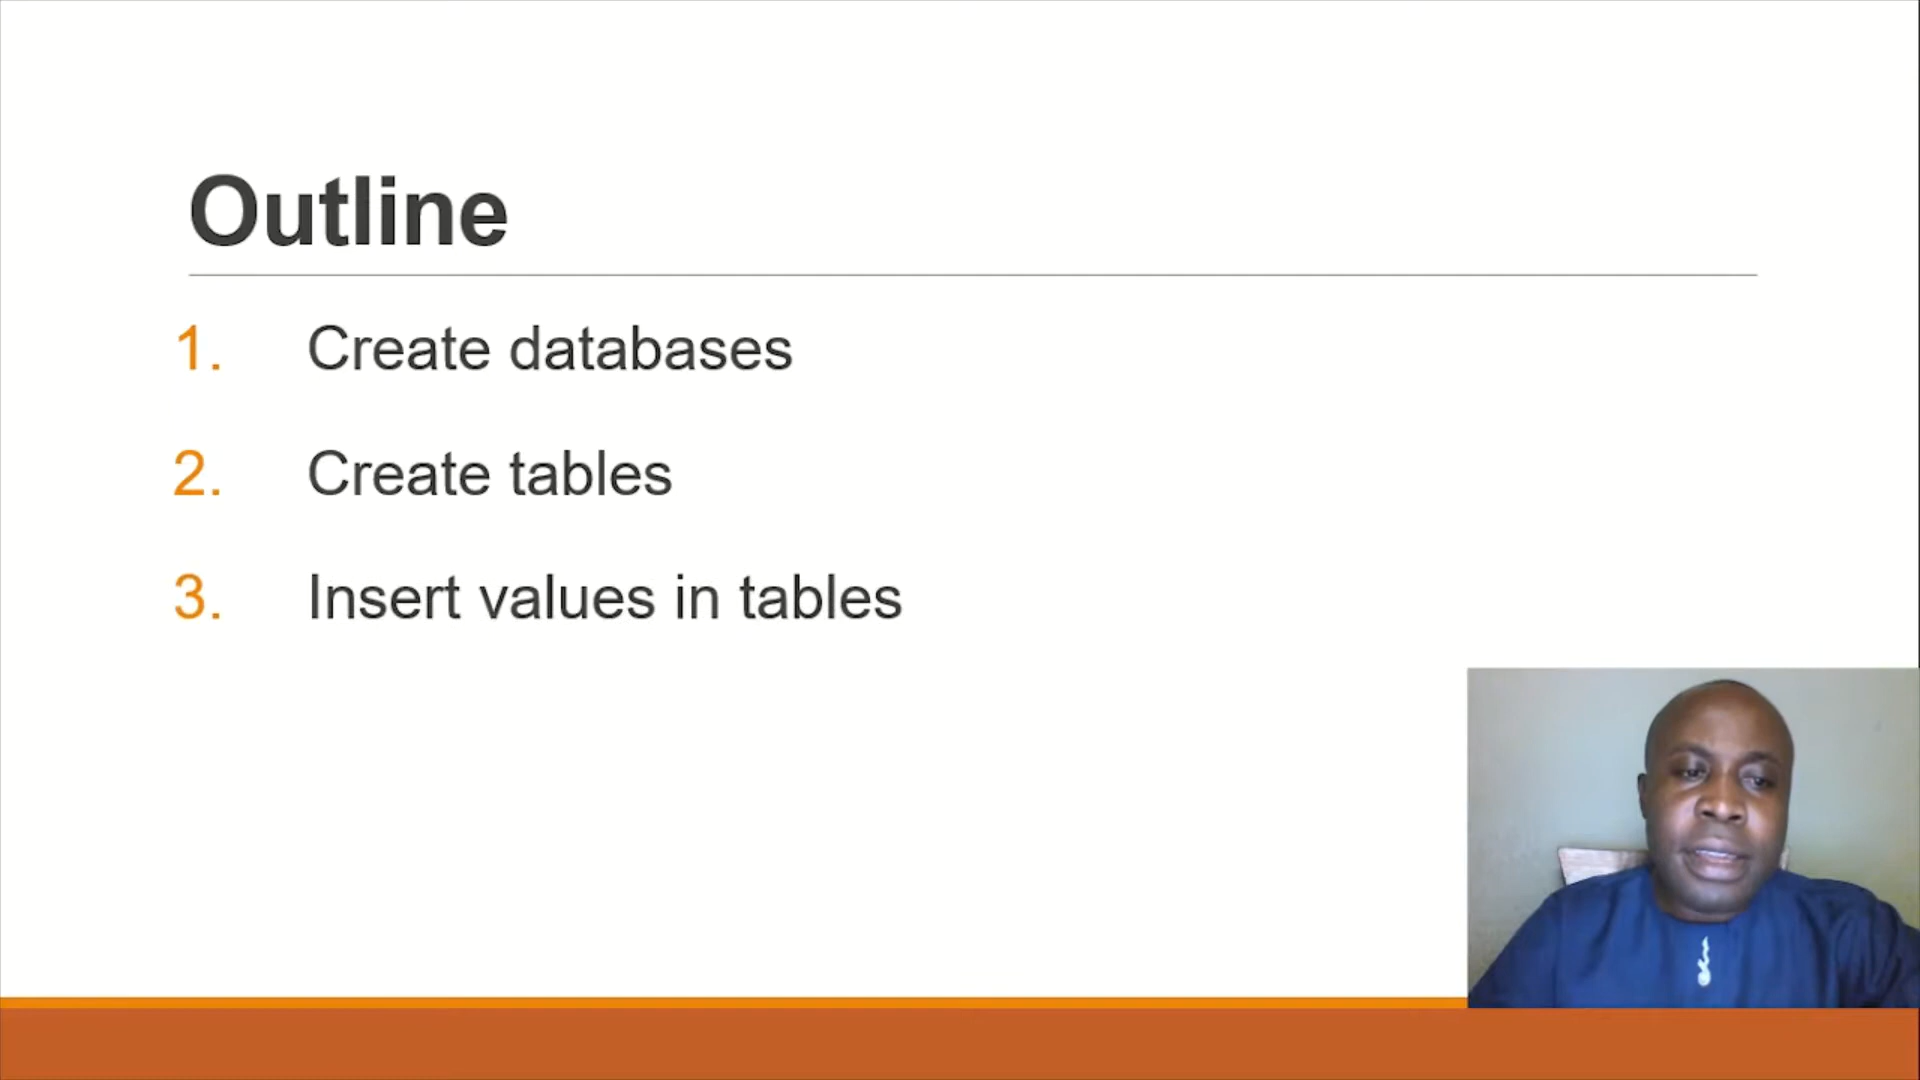 Outline
1. Create databases
2. Create tables
3. Insert values in tables